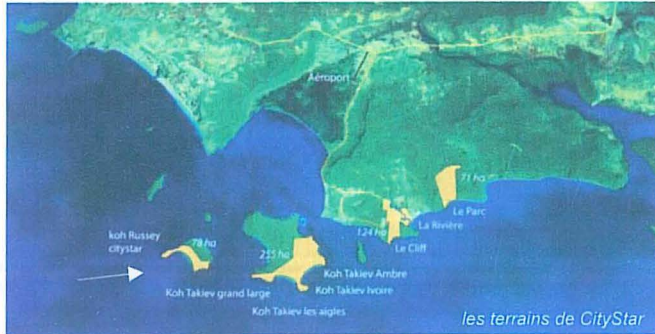 Aéroport
71 ha
Le Parc
La Rivière
124 ha
Le Cliff
koh Russey
citystar
78 ha
255 ha
Koh Takiev Ambre
Koh Takiev Ivoire
Koh Takiev grand large
Koh Takiev les aigles
les terrains de CityStar